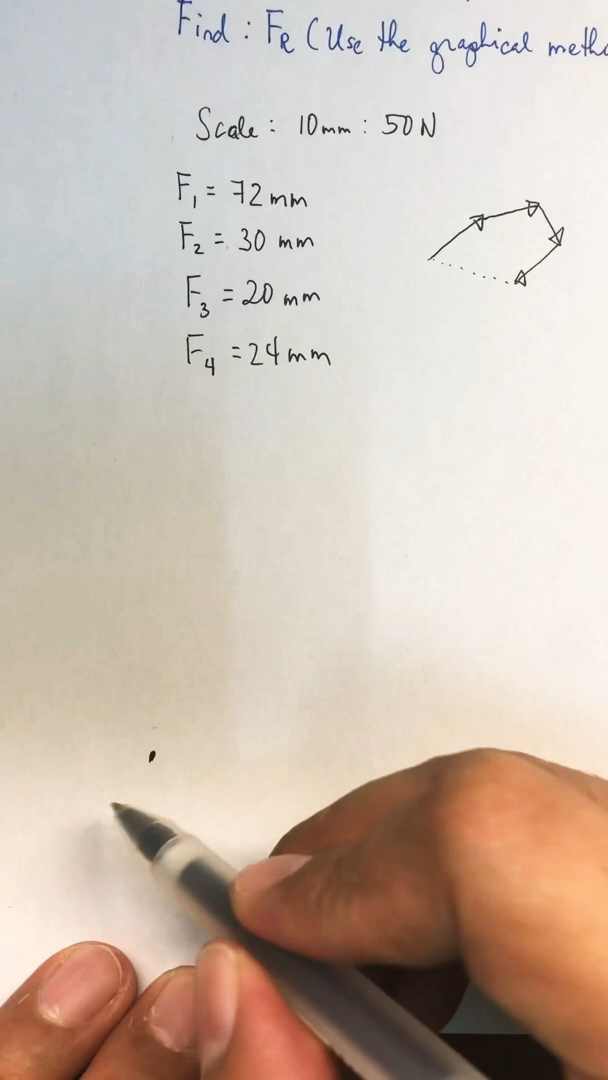 Find : FR (Use the graphical
Scale : 10mm : 50N
F1 = 72 mm
F2 = 30 mm
F3 = 20 mm
F4 = 24 mm